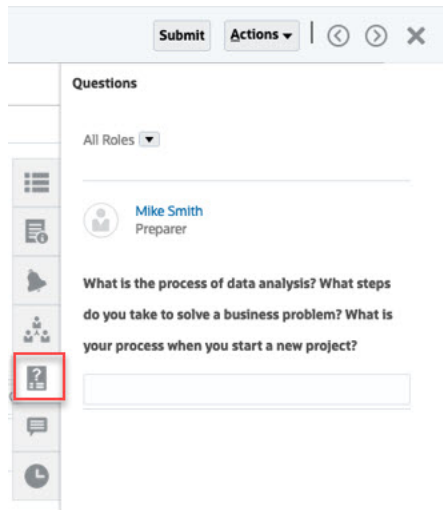 Submit Actions
Questions
All Roles
Mike Smith
Preparer
What is the process of data analysis? What steps
do you take to solve a business problem? What is
your process when you start a new project?